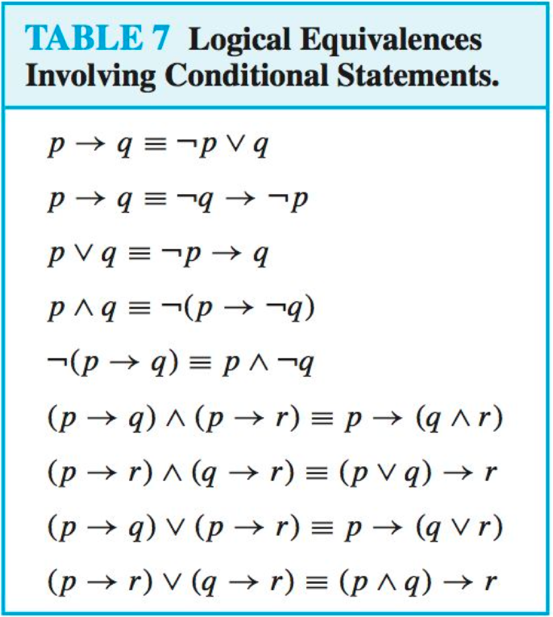 TABLE 7 Logical Equivalences
Involving Conditional Statements.
p → q ≡ ¬p ∨ q
p → q ≡ ¬q → ¬p
p ∨ q ≡ ¬p → q
p ∧ q ≡ ¬(p → ¬q)
¬(p → q) ≡ p ∧ ¬q
(p → q) ∧ (p → r) ≡ p → (q ∧ r)
(p → r) ∧ (q → r) ≡ (p ∨ q) → r
(p → q) ∨ (p → r) ≡ p → (q ∨ r)
(p → r) ∨ (q → r) ≡ (p ∧ q) → r